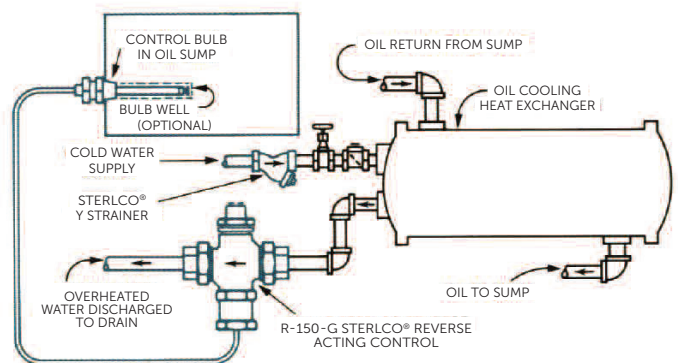 CONTROL BULB
IN OIL SUMP
BULB WELL
(OPTIONAL)
COLD WATER
SUPPLY
STERLCO®
Y STRAINER
OVERHEATED
WATER DISCHARGED
TO DRAIN
OIL RETURN FROM SUMP
OIL COOLING
HEAT EXCHANGER
OIL TO SUMP
R-150-G STERLCO® REVERSE
ACTING CONTROL